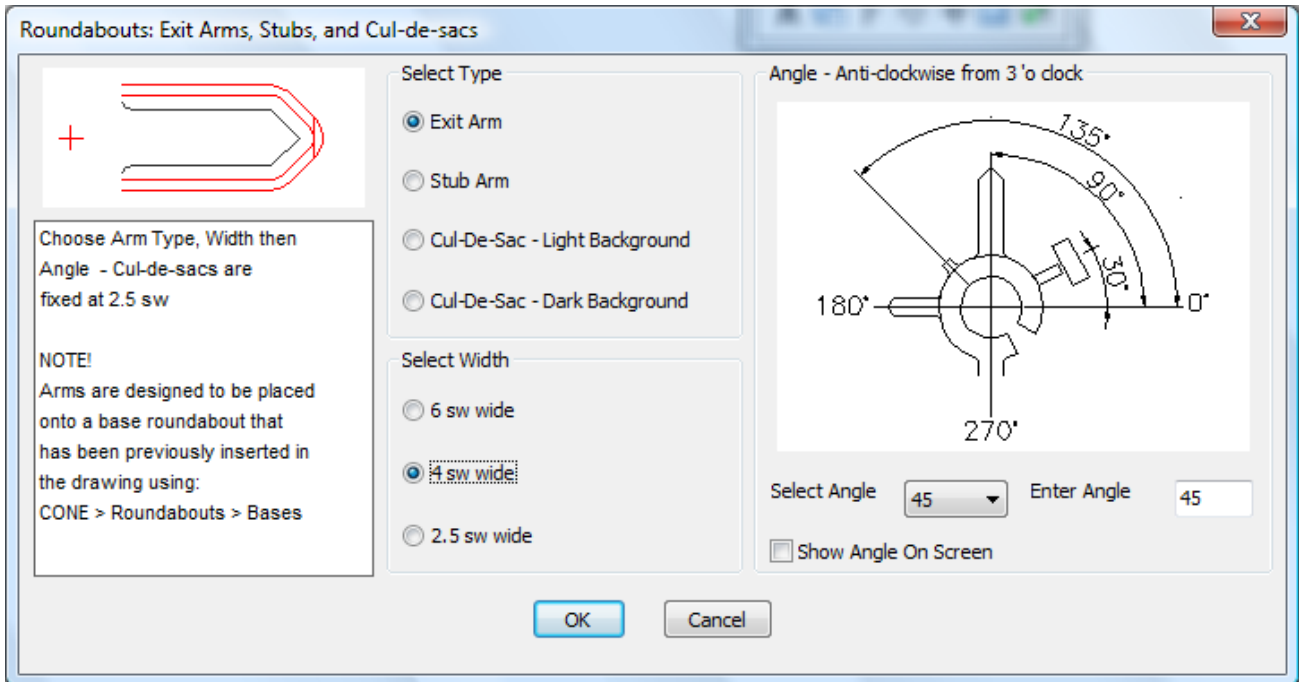 Roundabouts: Exit Arms, Stubs, and Cul-de-sacs
Choose Arm Type, Width then
Angle - Cul-de-sacs are
fixed at 2.5 sw
NOTE!
Arms are designed to be placed
onto a base roundabout that
has been previously inserted in
the drawing using:
CONE > Roundabouts > Bases
Select Type
Exit Arm
Stub Arm
Cul-De-Sac - Light Background
Cul-De-Sac - Dark Background
Select Width
6 sw wide
4 sw wide
2.5 sw wide
Angle - Anti-clockwise from 3 'o clock
135°
90°
30°
180°
0°
270°
Select Angle 45 Enter Angle 45
Show Angle On Screen
OK Cancel